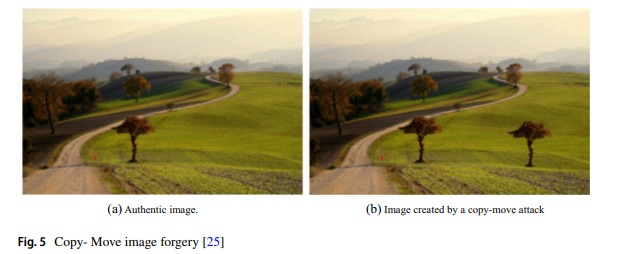 (a) Authentic image.
(b) Image created by a copy-move attack
Fig. 5 Copy- Move image forgery [25]